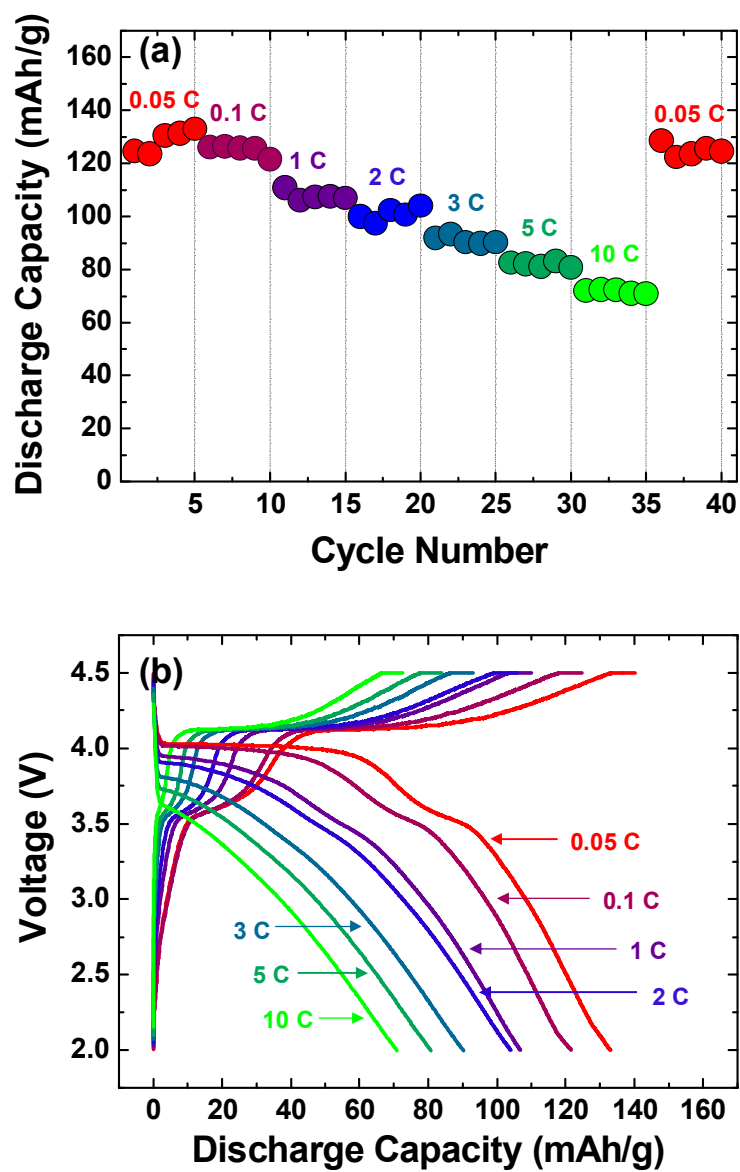 (a)
160
140
120
100
80
60
40
20
0
Discharge Capacity (mAh/g)
0.05 C
0.1 C
1 C
2 C
3 C
5 C
10 C
0.05 C
5 10 15 20 25 30 35 40
Cycle Number
(b)
4.5
4.0
3.5
3.0
2.5
2.0
Voltage (V)
0.05 C
0.1 C
1 C
2 C
3 C
5 C
10 C
0 20 40 60 80 100 120 140 160
Discharge Capacity (mAh/g)